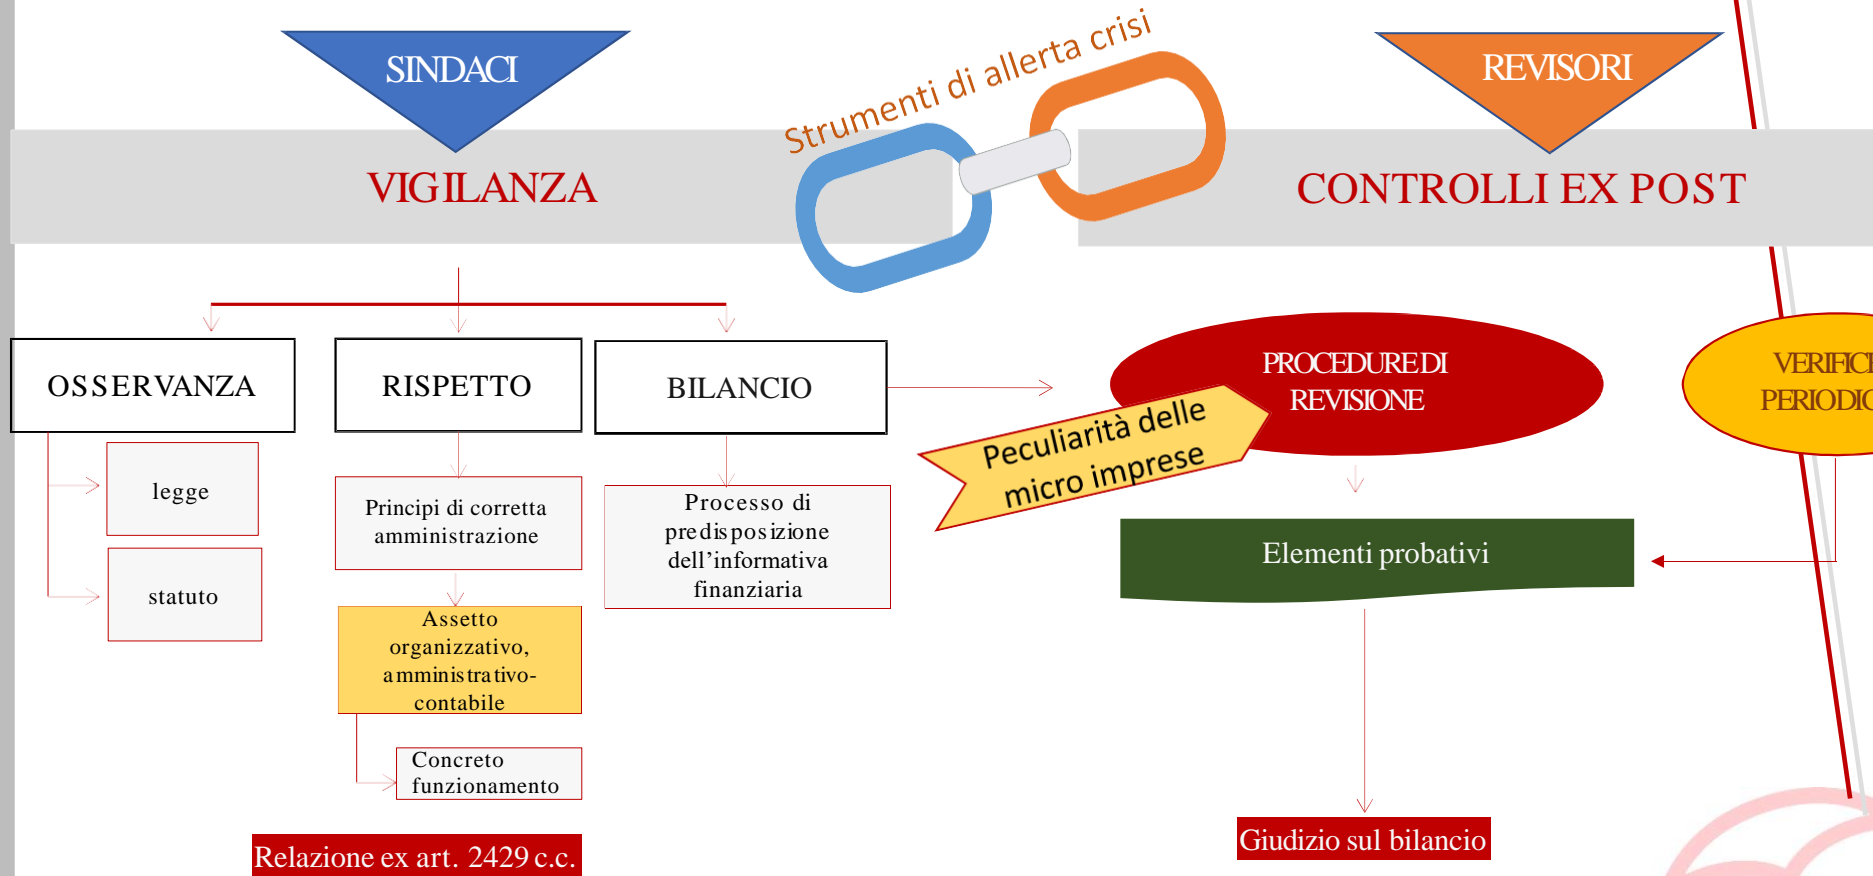 SINDACI
Strumenti di allerta crisi
REVISORI
VIGILANZA
CONTROLLI EX POST
OSSERVANZA
RISPETTO
BILANCIO
PROCEDURE DI
REVISIONE
VERIFICE
PERIODIC
Peculiarità delle
micro imprese
legge
statuto
Principi di corretta
amministrazione
Processo di
predisposizione
dell’informativa
finanziaria
Elementi probativi
Assetto
organizzativo,
amministrativo-
contabile
Concreto
funzionamento
Relazione ex art. 2429 c.c.
Giudizio sul bilancio